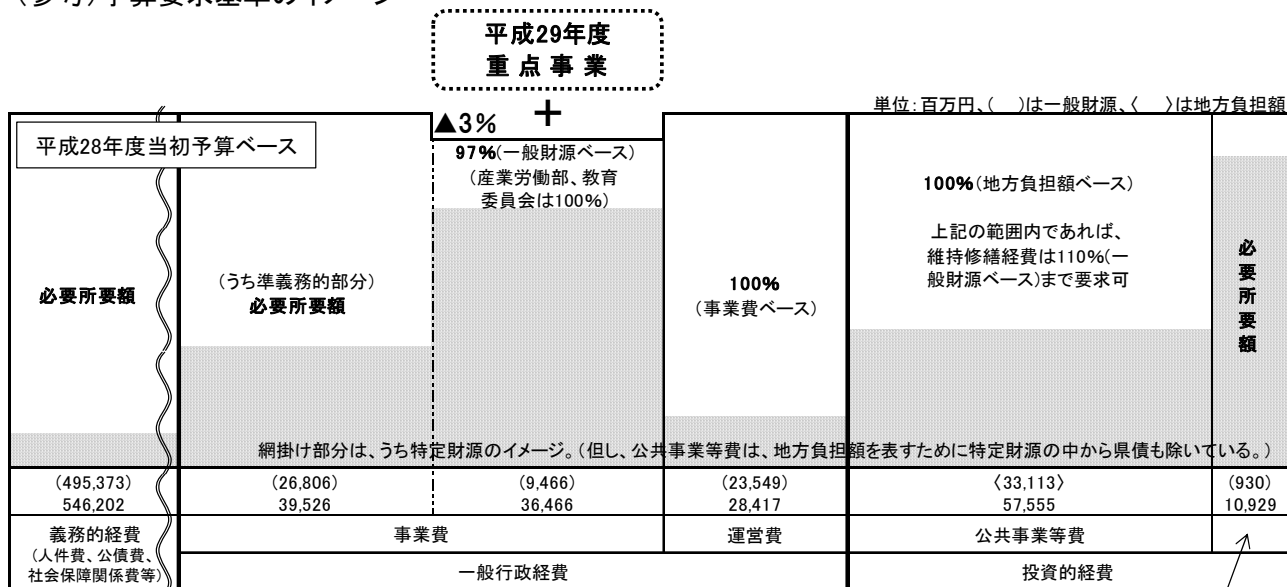 (参考)予算要求基準のイメージ
平成29年度
重点事業
+
単位:百万円、(　)は一般財源、〈　〉は地方負担額
平成28年度当初予算ベース
▲3%
97%(一般財源ベース)
(産業労働部、教育
委員会は100%)
必要所要額
(うち準義務的部分)
必要所要額
100%
(事業費ベース)
100%(地方負担額ベース)
上記の範囲内であれば、
維持修繕経費は110%(一
般財源ベース)まで要求可
必要所要額
網掛け部分は、うち特定財源のイメージ。(但し、公共事業等費は、地方負担額を表すために特定財源の中から県債も除いている。)
(495,373) (26,806) (9,466) (23,549) 〈33,113〉 (930)
546,202 39,526 36,466 28,417 57,555 10,929
義務的経費
(人件費、公債費、
社会保障関係費等)
事業費 運営費 公共事業等費
一般行政経費 投資的経費